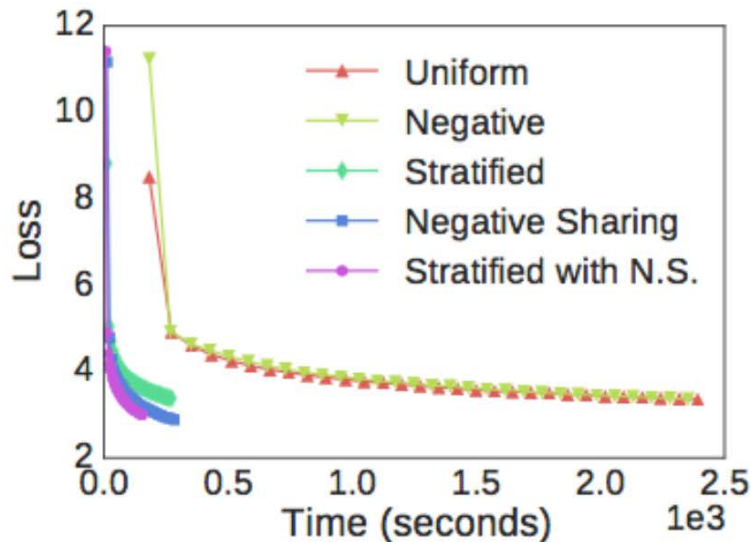 12
10
8
6
4
2
Loss
Uniform
Negative
Stratified
Negative Sharing
Stratified with N.S.
0.0 0.5 1.0 1.5 2.0 2.5
1e3
Time (seconds)